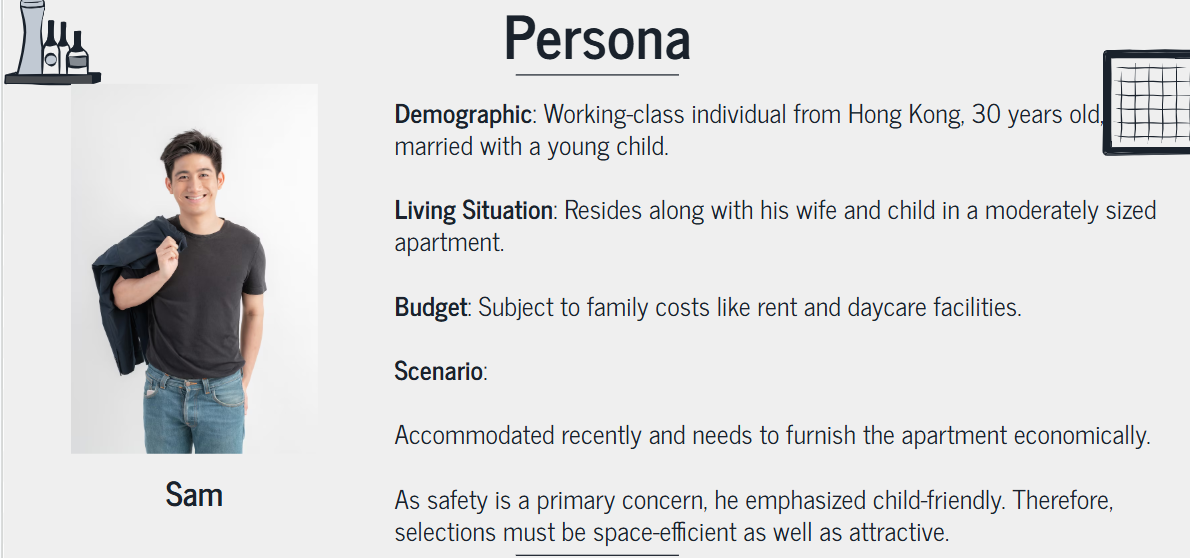 Persona
Demographic: Working-class individual from Hong Kong, 30 years old,
married with a young child.
Living Situation: Resides along with his wife and child in a moderately sized
apartment.
Budget: Subject to family costs like rent and daycare facilities.
Scenario:
Accommodated recently and needs to furnish the apartment economically.
As safety is a primary concern, he emphasized child-friendly. Therefore,
selections must be space-efficient as well as attractive.
Sam